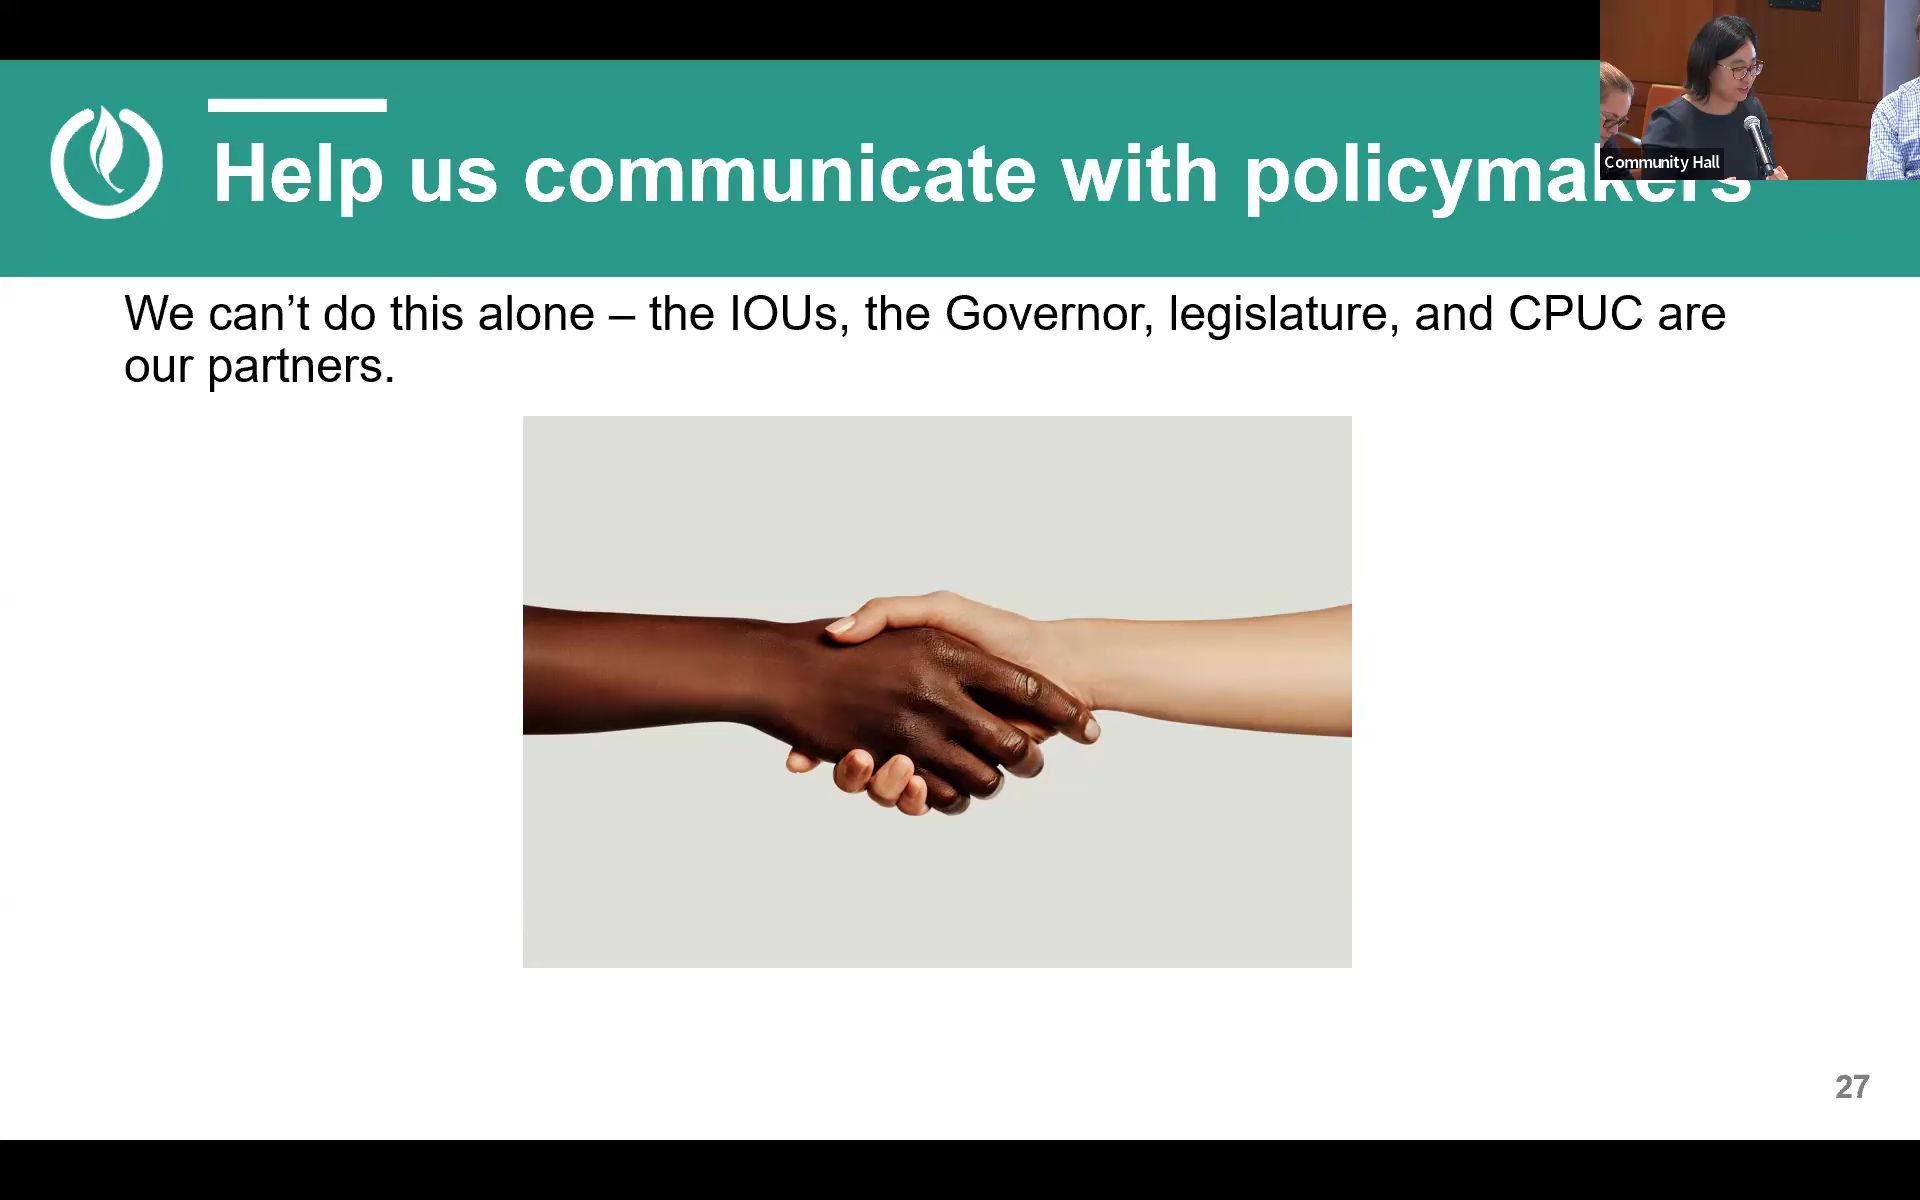 Help us communicate with policymakers
Community Hall
We can’t do this alone – the IOUs, the Governor, legislature, and CPUC are
our partners.
27